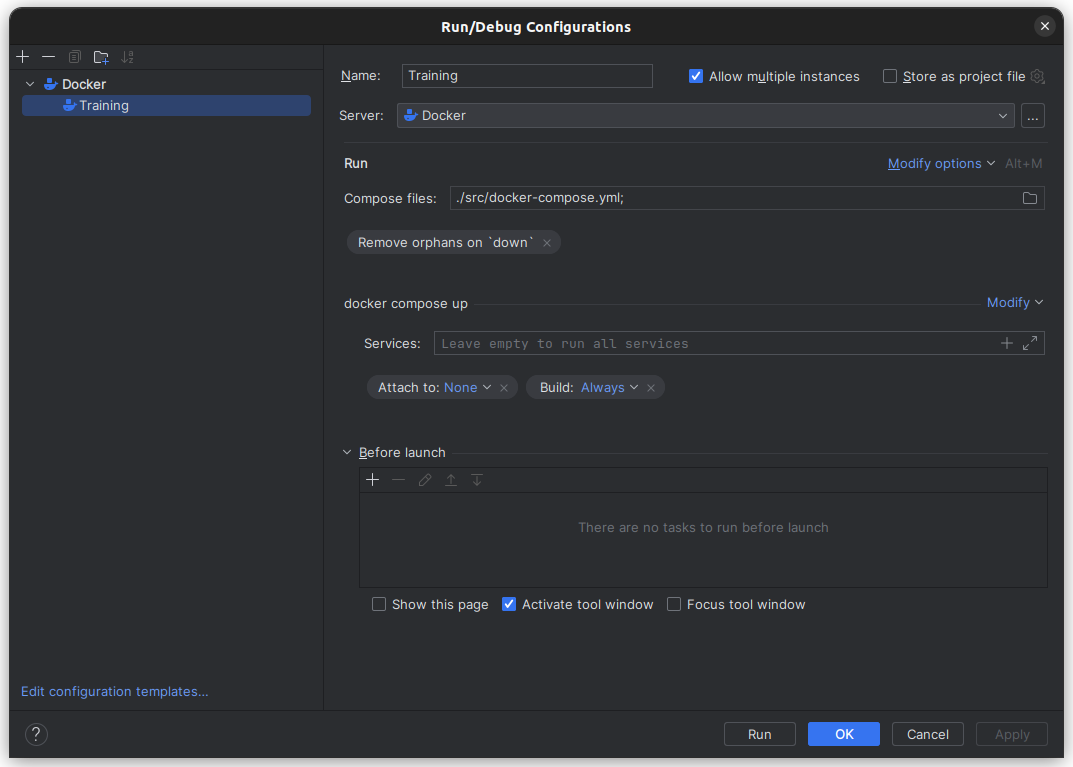 Run/Debug Configurations
Docker
Training
Name: Training
Allow multiple instances
Store as project file
Server: Docker
...
Run
Modify options Alt+M
Compose files: ./src/docker-compose.yml;
Remove orphans on `down`
docker compose up
Modify
Services: Leave empty to run all services
Attach to: None
Build: Always
Before launch
There are no tasks to run before launch
Show this page
Activate tool window
Focus tool window
Edit configuration templates...
?
Run
OK
Cancel
Apply